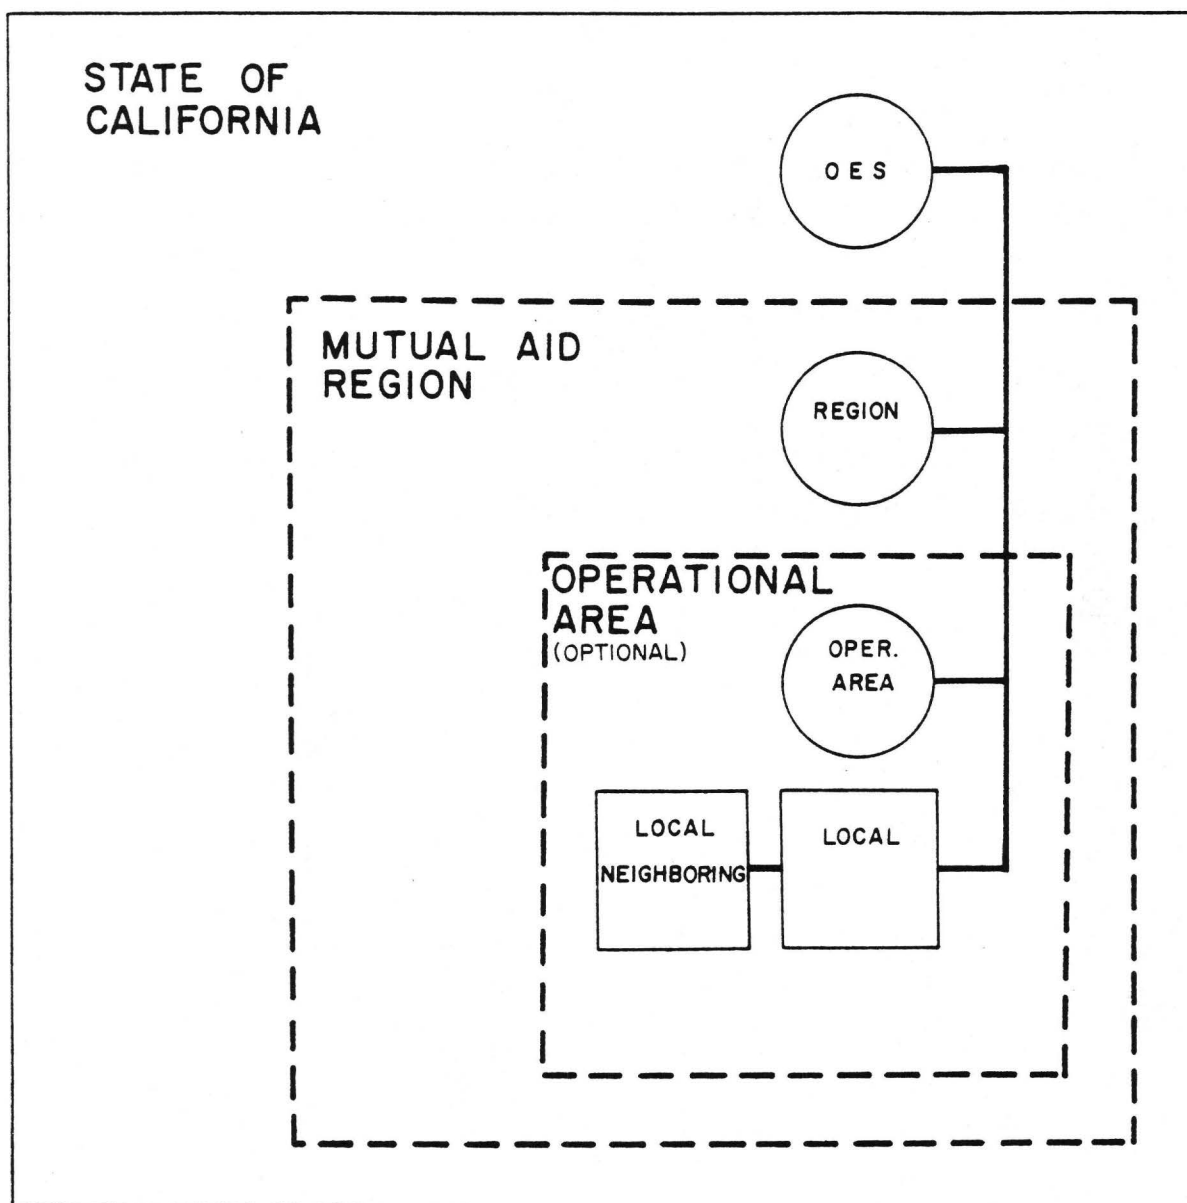 STATE OF
CALIFORNIA
OES
MUTUAL AID
REGION
REGION
OPERATIONAL
AREA
(OPTIONAL)
OPER.
AREA
LOCAL
NEIGHBORING
LOCAL